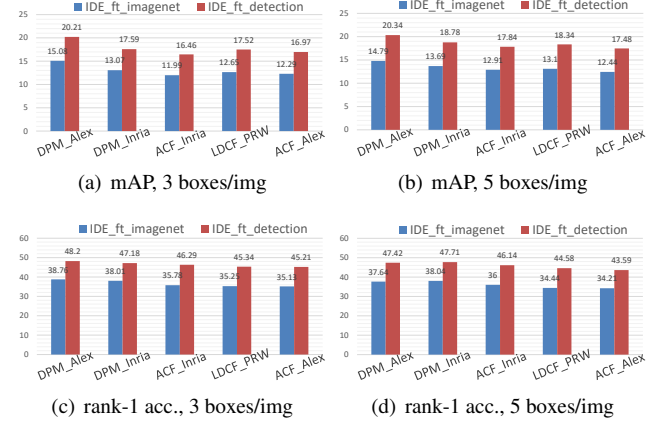 IDE_ft_imagenet IDE_ft_detection
25
20
15
10
5
0
15.08 20.21 13.07 17.59 11.99 16.46 12.65 17.52 12.29 16.97
DPM_Alex DPM_Inria ACF_Inria LDCF_PRW ACF_Alex
(a) mAP, 3 boxes/img
IDE_ft_imagenet IDE_ft_detection
25
20
15
10
5
0
14.79 20.34 13.69 18.78 12.91 17.84 13.1 18.34 12.44 17.48
DPM_Alex DPM_Inria ACF_Inria LDCF_PRW ACF_Alex
(b) mAP, 5 boxes/img
IDE_ft_imagenet IDE_ft_detection
60
50
40
30
20
10
0
38.76 48.2 38.01 47.18 35.78 46.29 35.25 45.34 35.13 45.21
DPM_Alex DPM_Inria ACF_Inria LDCF_PRW ACF_Alex
(c) rank-1 acc., 3 boxes/img
IDE_ft_imagenet IDE_ft_detection
60
50
40
30
20
10
0
37.64 47.42 38.04 47.71 36 46.14 34.44 44.58 34.21 43.59
DPM_Alex DPM_Inria ACF_Inria LDCF_PRW ACF_Alex
(d) rank-1 acc., 5 boxes/img